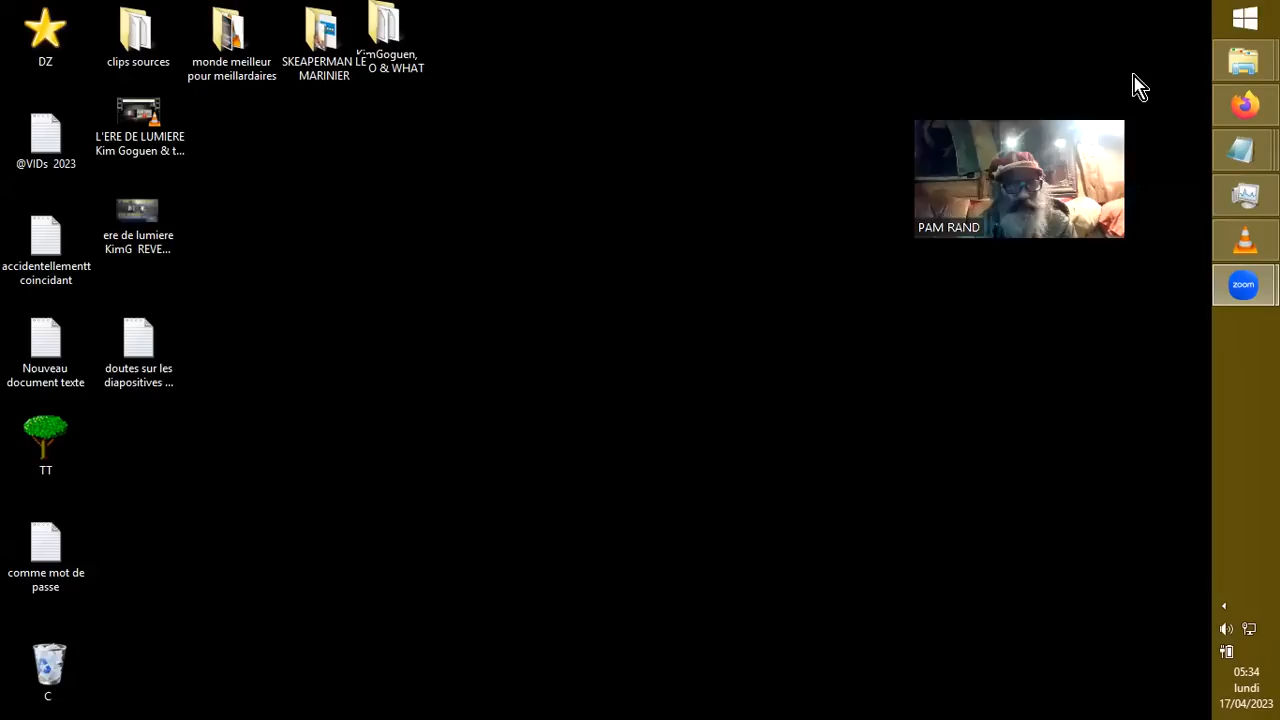 DZ
clips sources
monde meilleur
pour meillardaires
SKEAPERMAN LE
MARINIER
KimGoguen,
O & WHAT
@VIDs 2023
L'ERE DE LUMIERE
Kim Goguen & t...
accidentellementt
coincidant
ere de lumiere
KimG REVE...
Nouveau
document texte
doutes sur les
diapositives ...
TT
comme mot de
passe
C
PAM RAND
zoom
05:34
lundi
17/04/2023